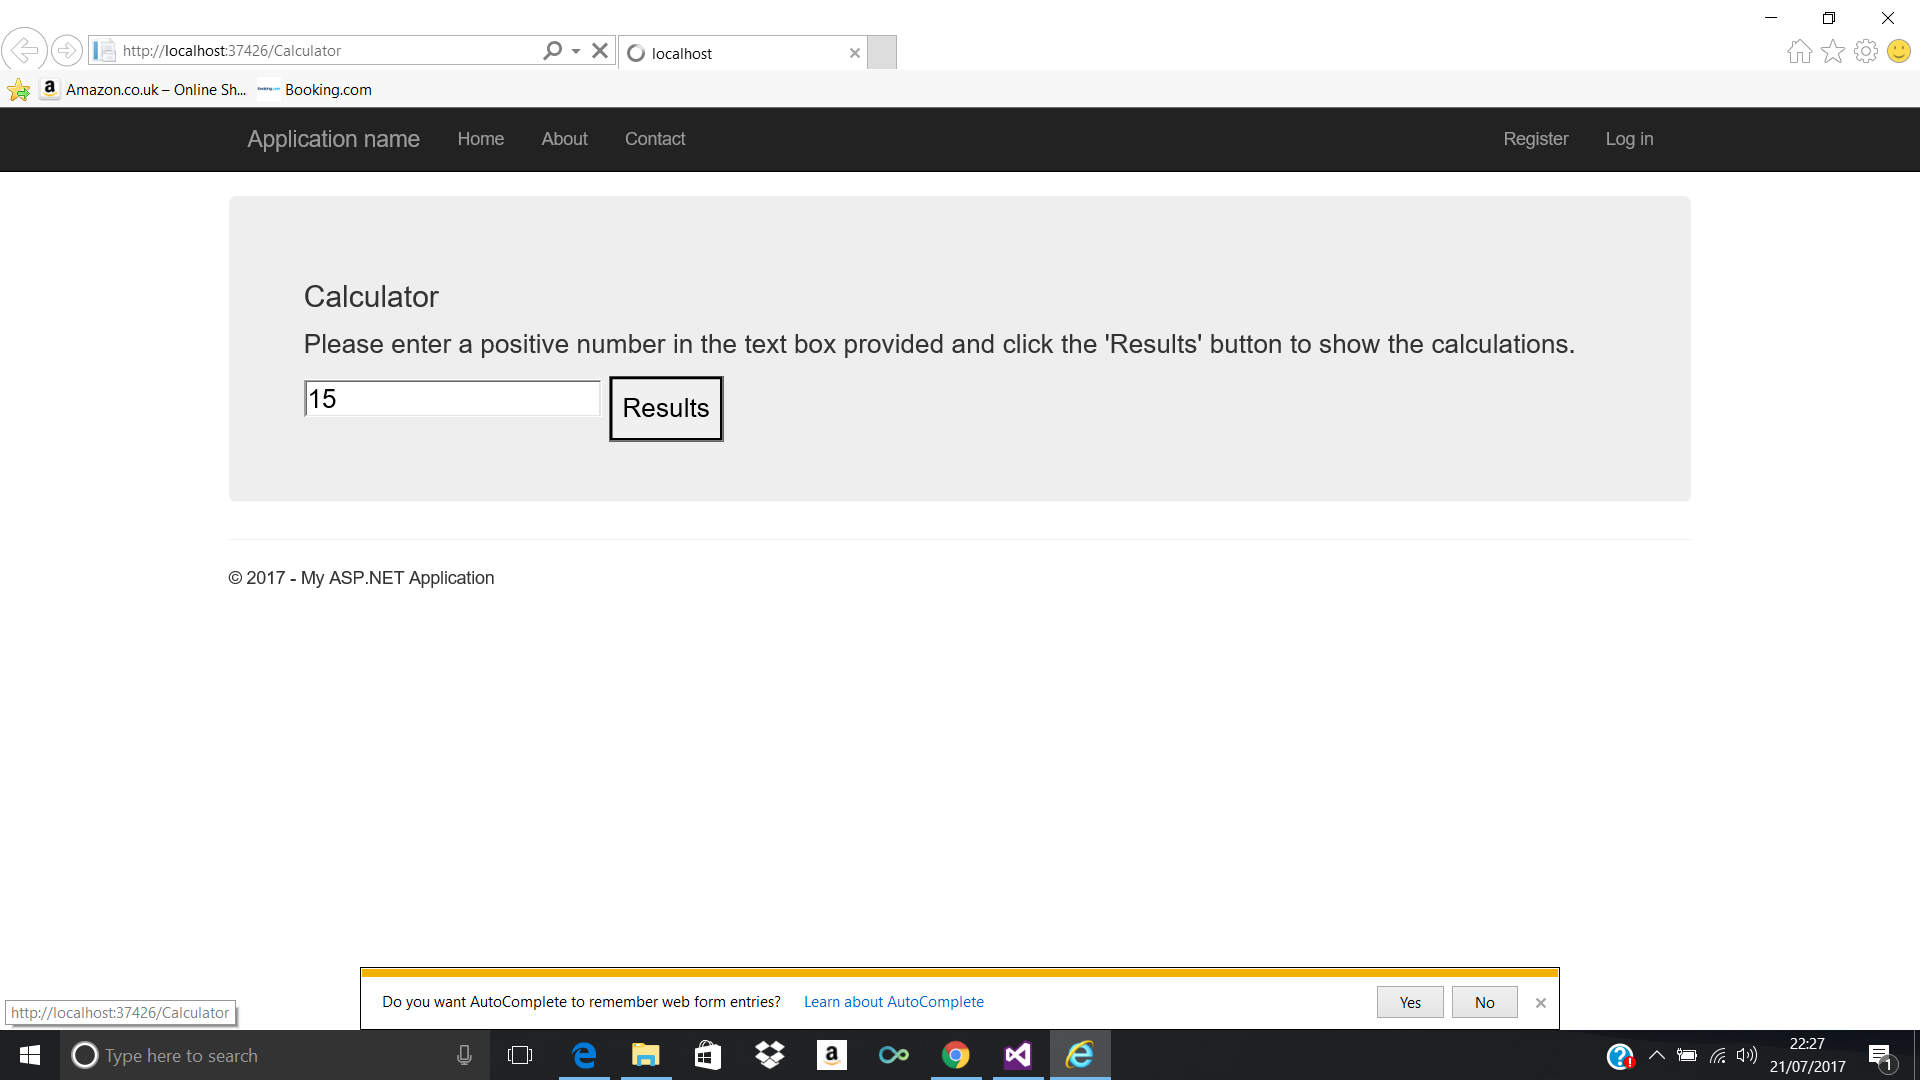 http://localhost:37426/Calculator
localhost
a Amazon.co.uk – Online Sh...
Booking.com Booking.com
Application name
Home
About
Contact
Register
Log in
Calculator
Please enter a positive number in the text box provided and click the 'Results' button to show the calculations.
15
Results
© 2017 - My ASP.NET Application
Do you want AutoComplete to remember web form entries?
Learn about AutoComplete
Yes
No
http://localhost:37426/Calculator
Type here to search
a
22:27
21/07/2017
1